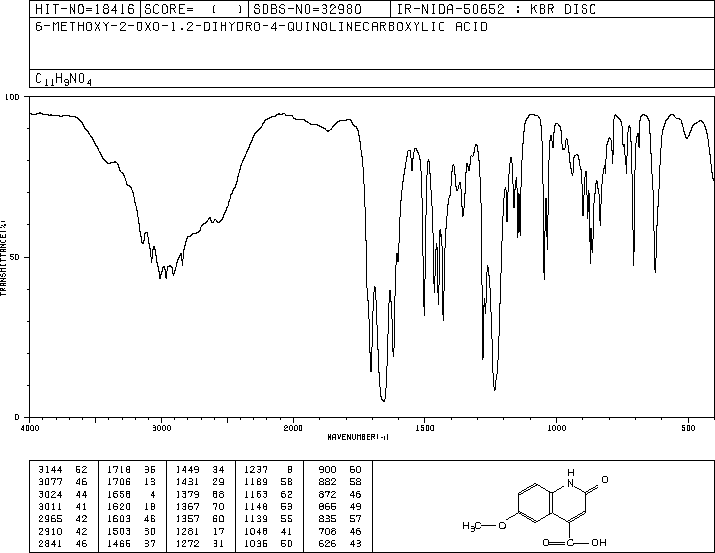 HIT-NO=18416 SCORE= ( ) SDBS-NO=32980 IR-NIDA-50652 : KBR DISC
6-METHOXY-2-OXO-1.2-DIHYDRO-4-QUINOLINECARBOXYLIC ACID
C11H9NO4
100
TRANSMITTANCE(%)
50
0
4000 3000 2000 1500 1000 500
WAVENUMBER(-1)
3144 52 1718 36 1449 34 1237 8 900 60
3077 46 1706 13 1431 29 1189 58 882 58
3024 44 1658 4 1379 68 1163 62 872 46
3011 41 1620 18 1367 70 1148 53 866 49
2965 42 1603 46 1357 60 1139 55 835 57
2910 42 1503 30 1281 17 1048 41 708 46
2841 46 1466 37 1272 31 1036 50 626 43
H
N
O
H3C
O
O
OH